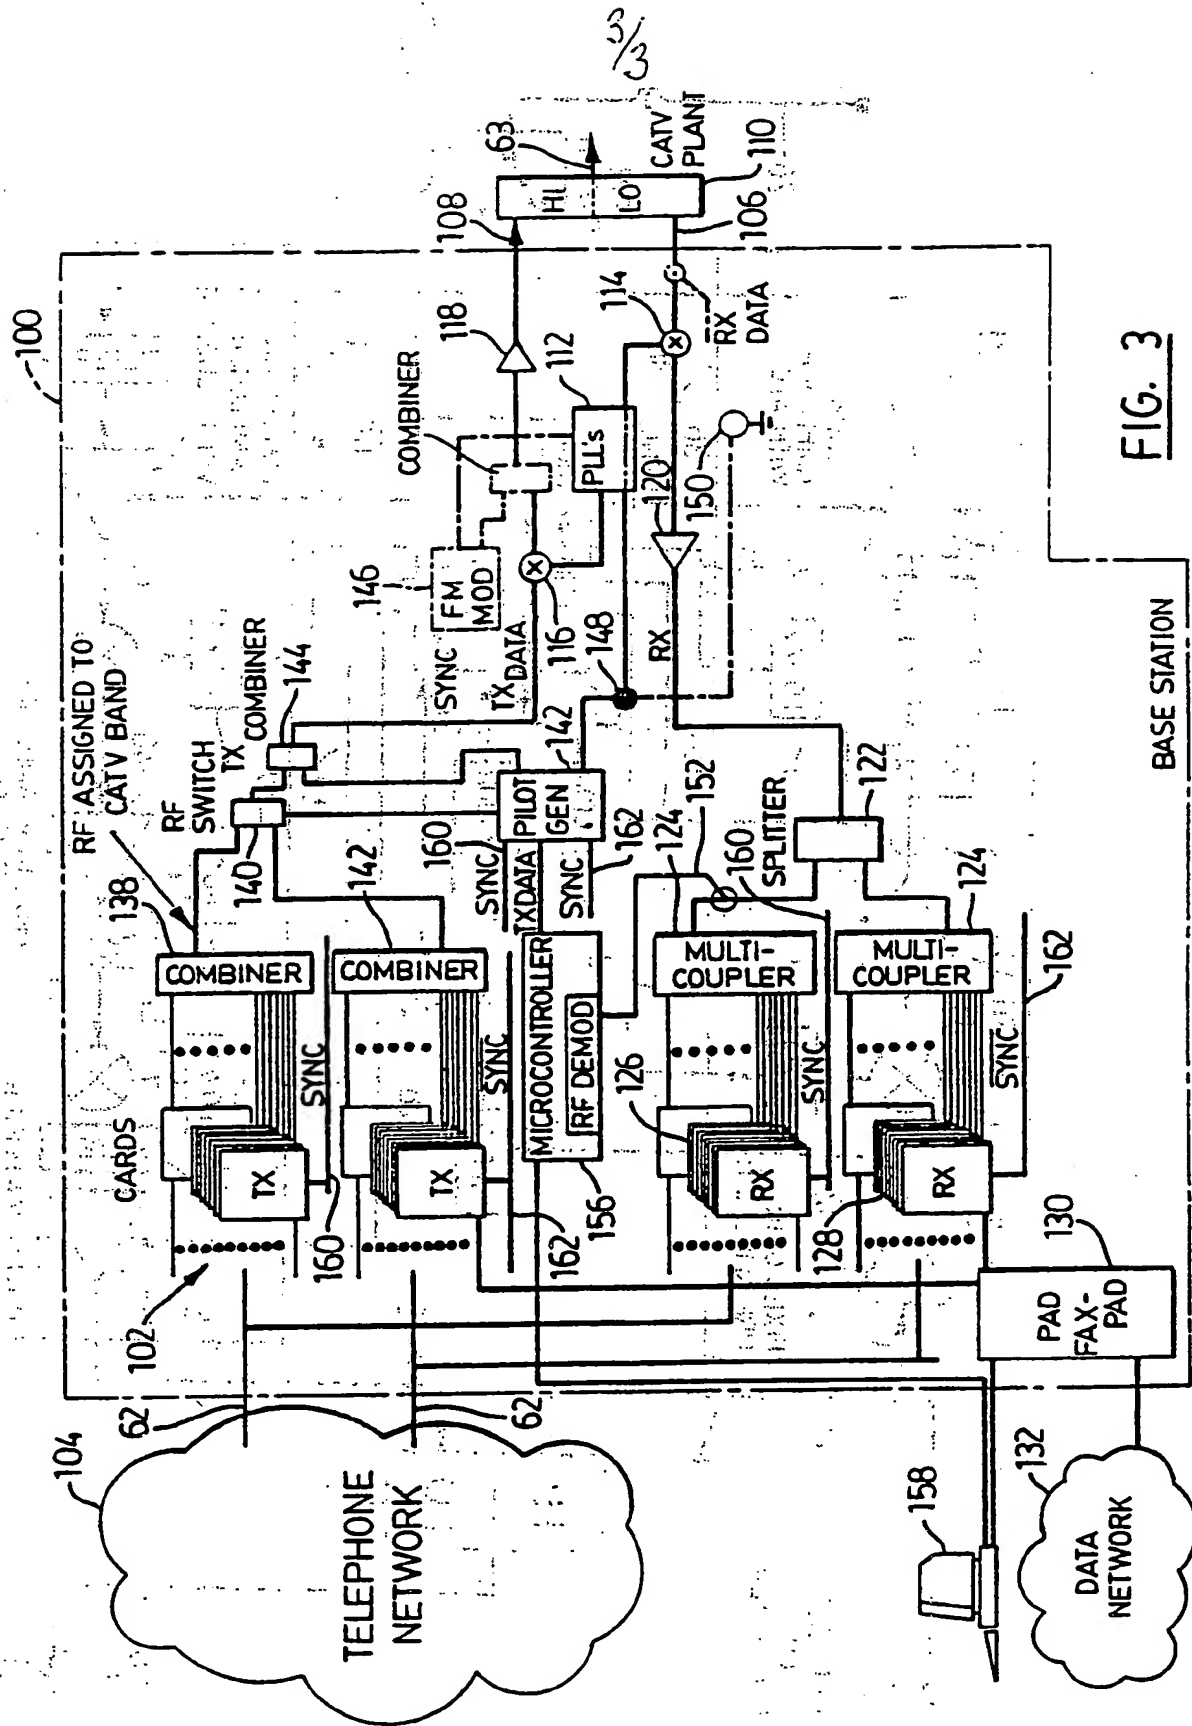 3/3
100
RF ASSIGNED TO
CATV BAND
RF
SWITCH
TX
COMBINER
138
140
144
CARDS
COMBINER
TX
SYNC
160
142
COMBINER
TX
SYNC
162
102
104
TELEPHONE
NETWORK
62
62
146
FM
MOD
COMBINER
118
108
63
HI
LO
CATV
PLANT
110
106
SYNC
TX
DATA
116
PLL's
112
114
RX
DATA
148
RX
120
150
PILOT
GEN
142
SYNC
160
TXDATA
SYNC
162
MICROCONTROLLER
RF DEMOD
156
152
124
SPLITTER
122
160
MULTI-
COUPLER
126
RX
SYNC
124
MULTI-
COUPLER
128
RX
SYNC
162
130
PAD
FAX-
PAD
158
132
DATA
NETWORK
BASE STATION
FIG. 3